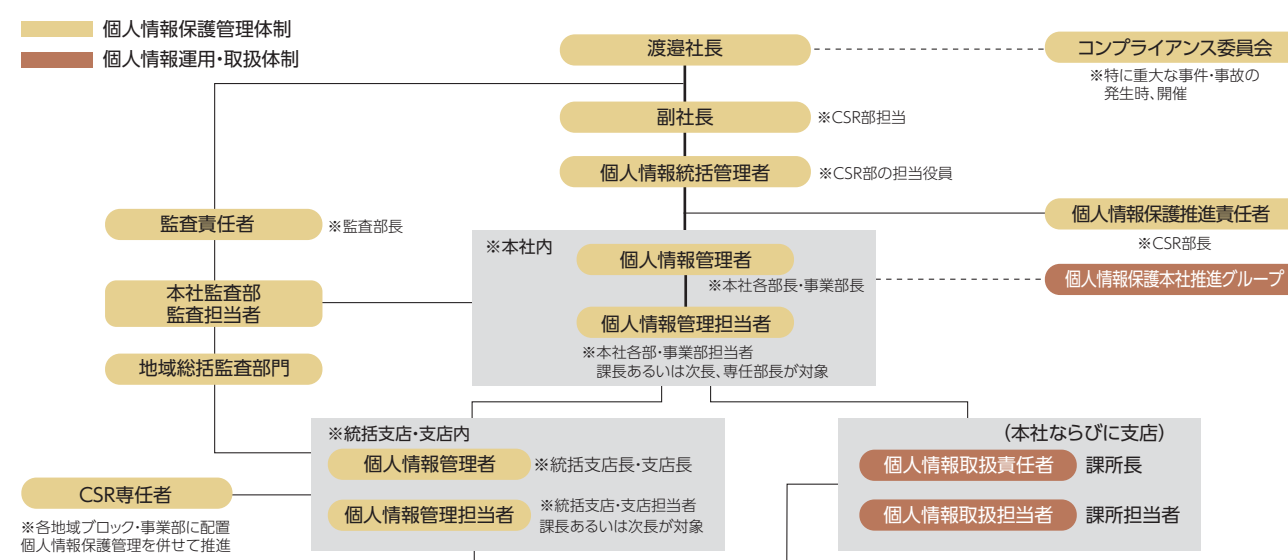 個人情報保護管理体制
個人情報運用・取扱体制
渡邉社長
コンプライアンス委員会
※特に重大な事件・事故の
発生時、開催
副社長
※CSR部担当
個人情報統括管理者
※CSR部の担当役員
監査責任者
※監査部長
個人情報保護推進責任者
※CSR部長
※本社内
個人情報管理者
※本社各部長・事業部長
個人情報保護本社推進グループ
本社監査部
監査担当者
個人情報管理担当者
※本社各部・事業部担当者
課長あるいは次長、専任部長が対象
地域総括監査部門
※統括支店・支店内
個人情報管理者
※統括支店長・支店長
(本社ならびに支店)
個人情報取扱責任者
課所長
CSR専任者
※各地域ブロック・事業部に配置
個人情報保護管理を併せて推進
個人情報管理担当者
※統括支店・支店担当者
課長あるいは次長が対象
個人情報取扱担当者
課所担当者